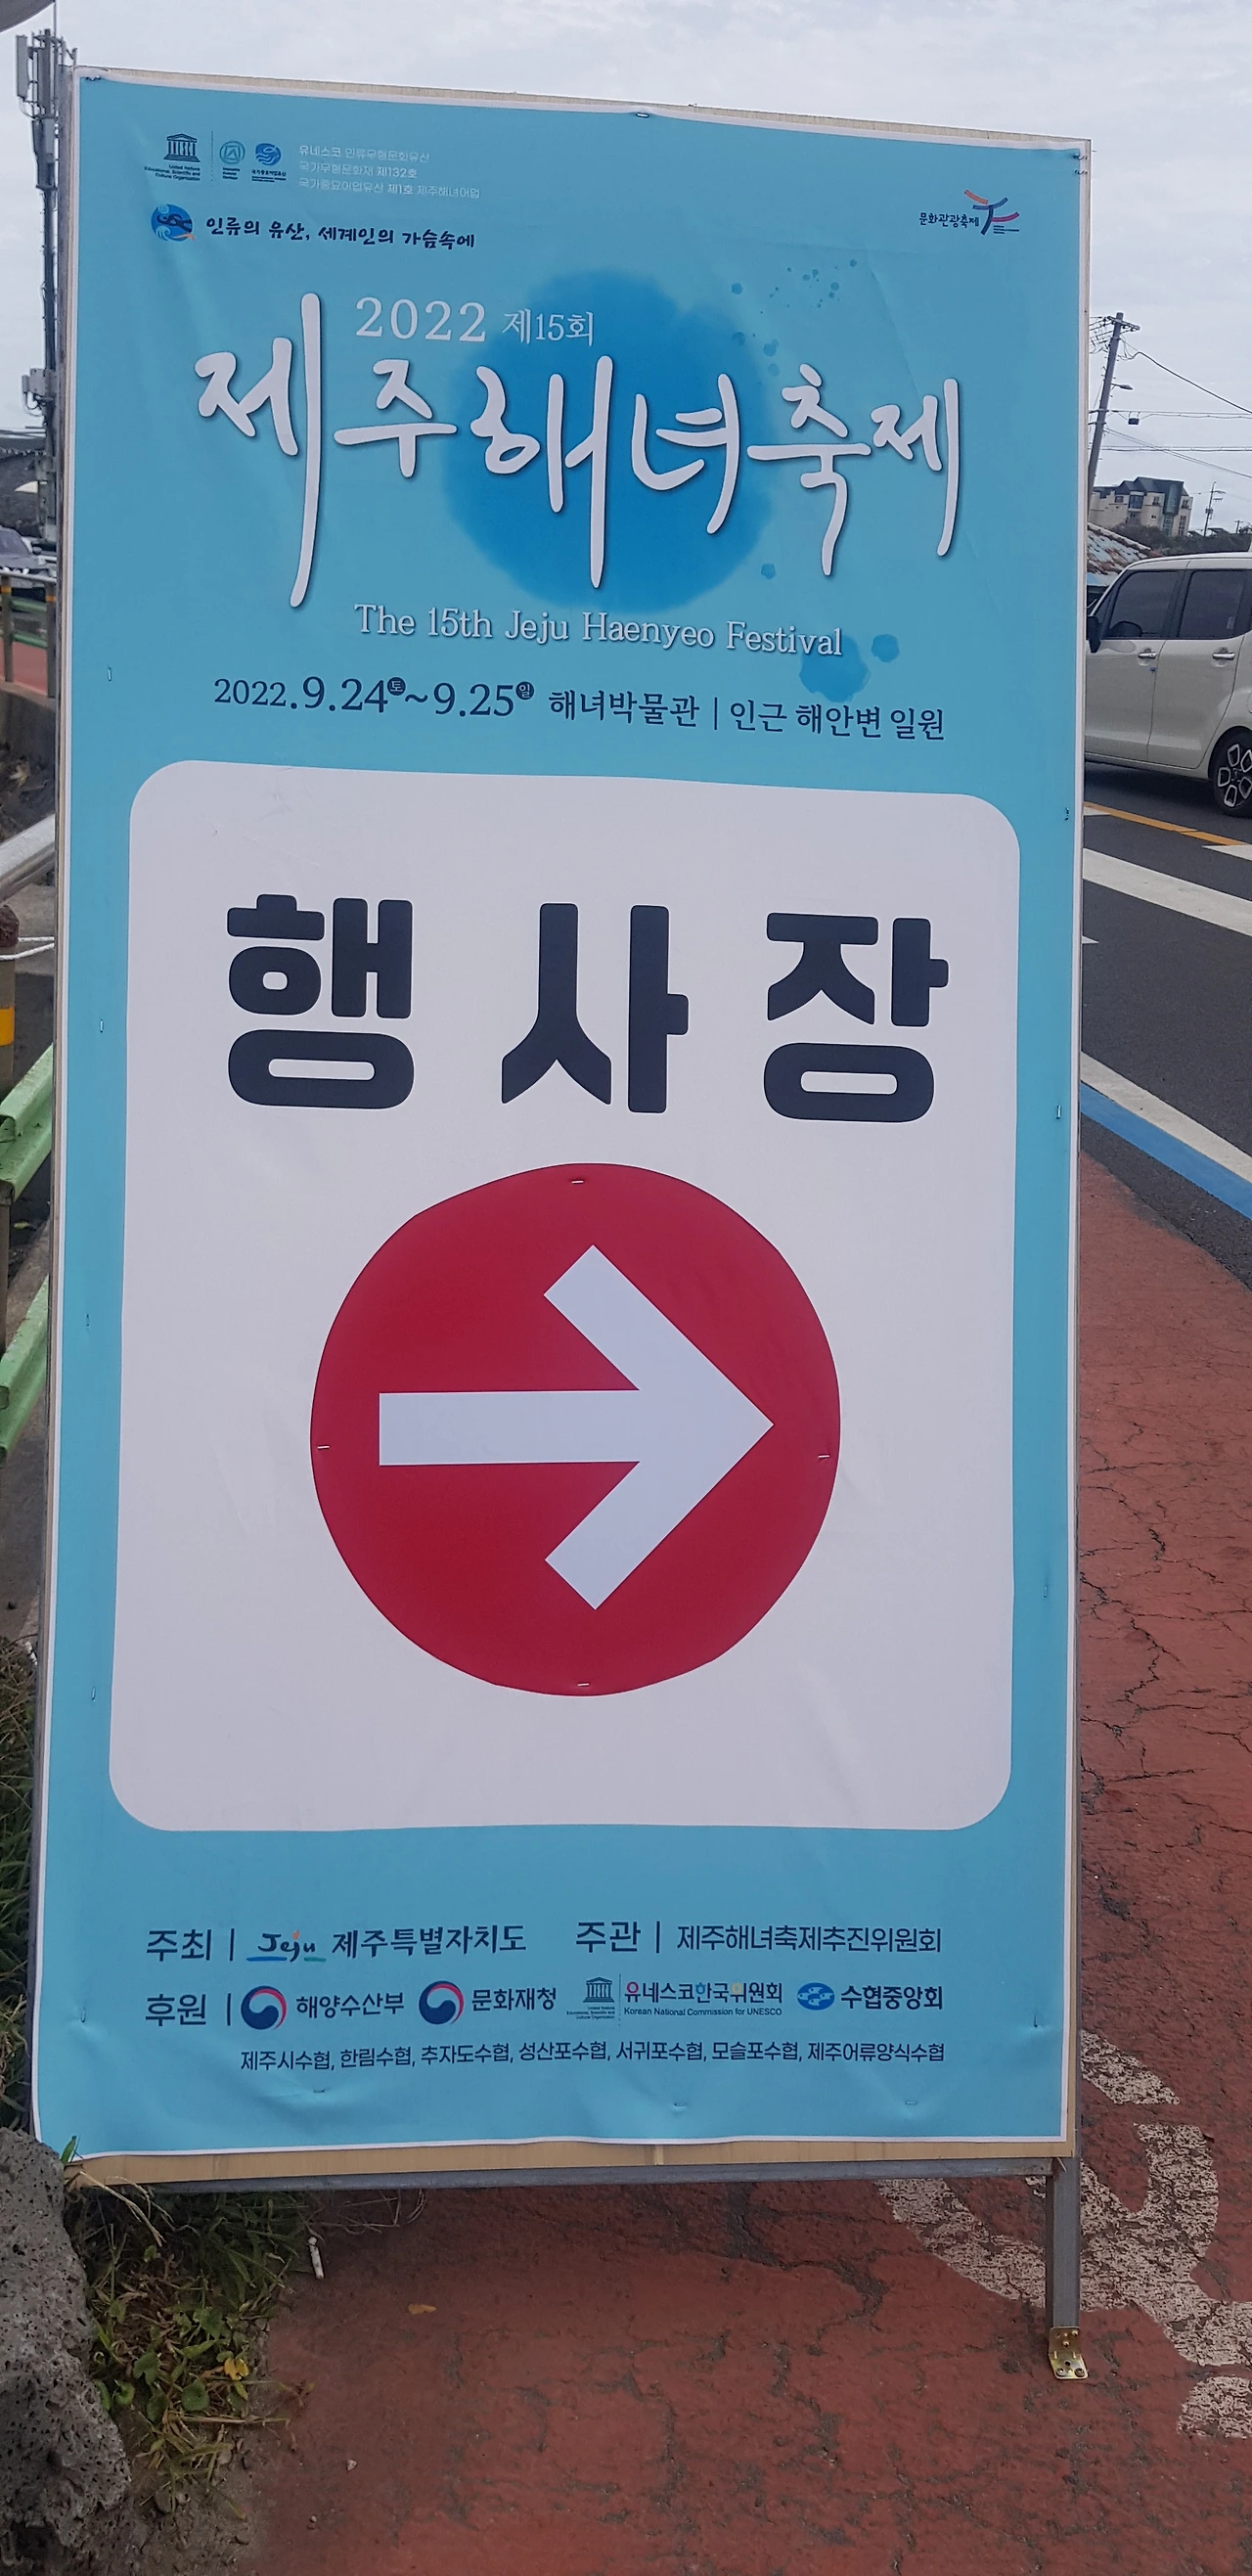 유네스코 인류무형문화유산
국가무형문화재 제132호
국가중요어업유산 제1호 제주해녀어업
United Nations
Educational, Scientific and
Cultural Organization
인류의 유산, 세계인의 가슴속에
문화관광축제
2022 제15회
제주해녀축제
The 15th Jeju Haenyeo Festival
2022.9.24토~9.25일 해녀박물관 | 인근 해안변 일원
행사장
주최 | Jeju 제주특별자치도 주관 | 제주해녀축제추진위원회
후원 | 해양수산부 문화재청 유네스코한국위원회 수협중앙회
Korean National Commission for UNESCO
제주시수협, 한림수협, 추자도수협, 성산포수협, 서귀포수협, 모슬포수협, 제주어류양식수협